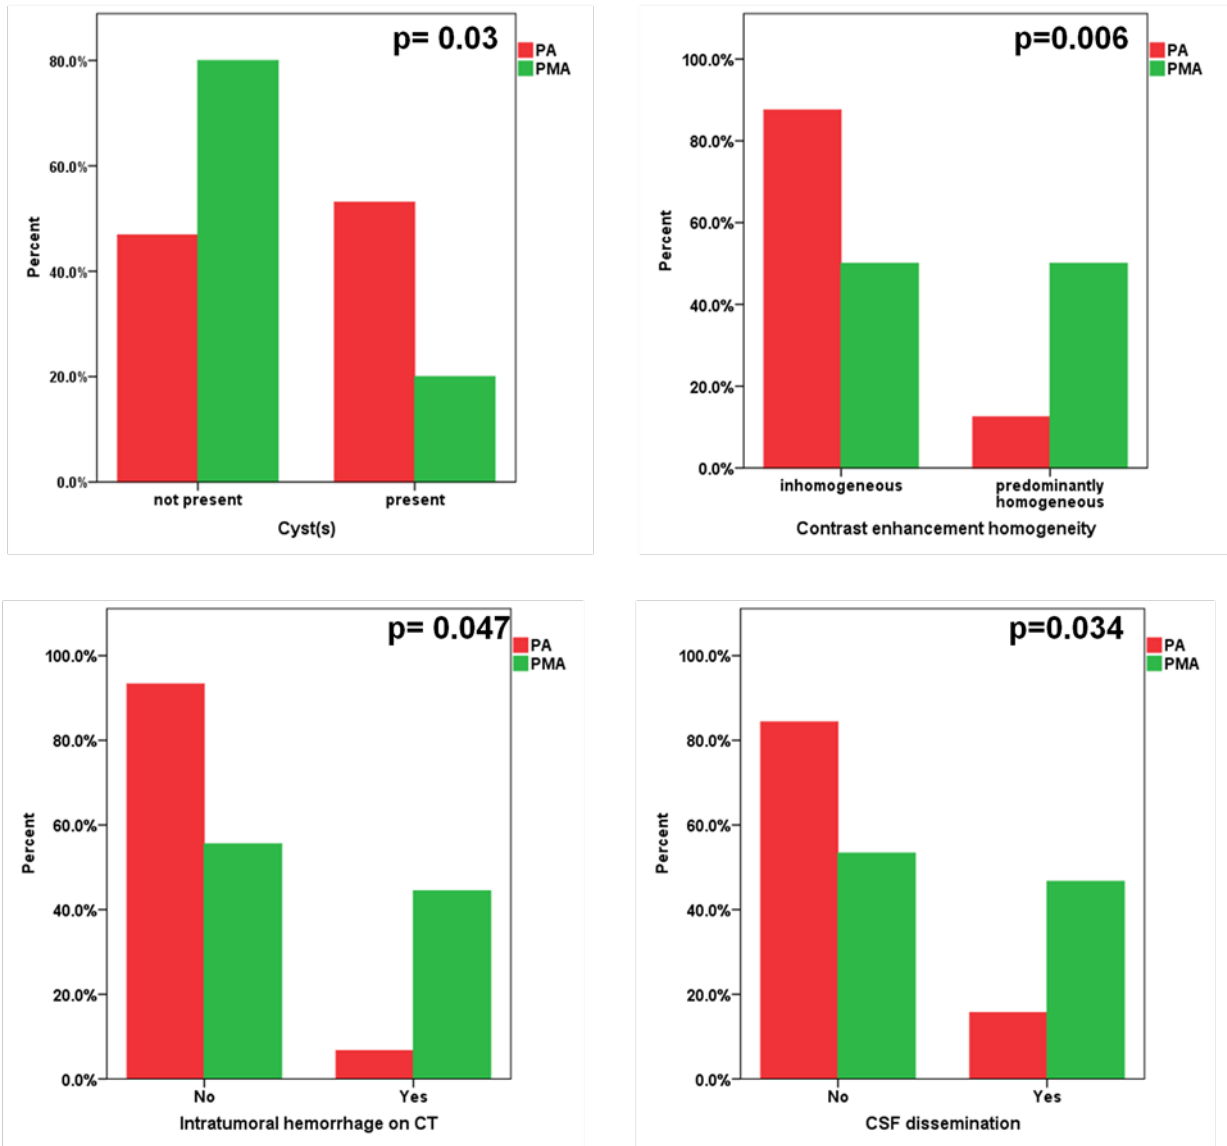 p= 0.03
PA
PMA
80.0%
60.0%
40.0%
20.0%
0.0%
Percent
not present
present
Cyst(s)
p=0.006
PA
PMA
100.0%
80.0%
60.0%
40.0%
20.0%
0.0%
Percent
inhomogeneous
predominantly
homogeneous
Contrast enhancement homogeneity
p= 0.047
PA
PMA
100.0%
80.0%
60.0%
40.0%
20.0%
0.0%
Percent
No
Yes
Intratumoral hemorrhage on CT
p=0.034
PA
PMA
100.0%
80.0%
60.0%
40.0%
20.0%
0.0%
Percent
No
Yes
CSF dissemination